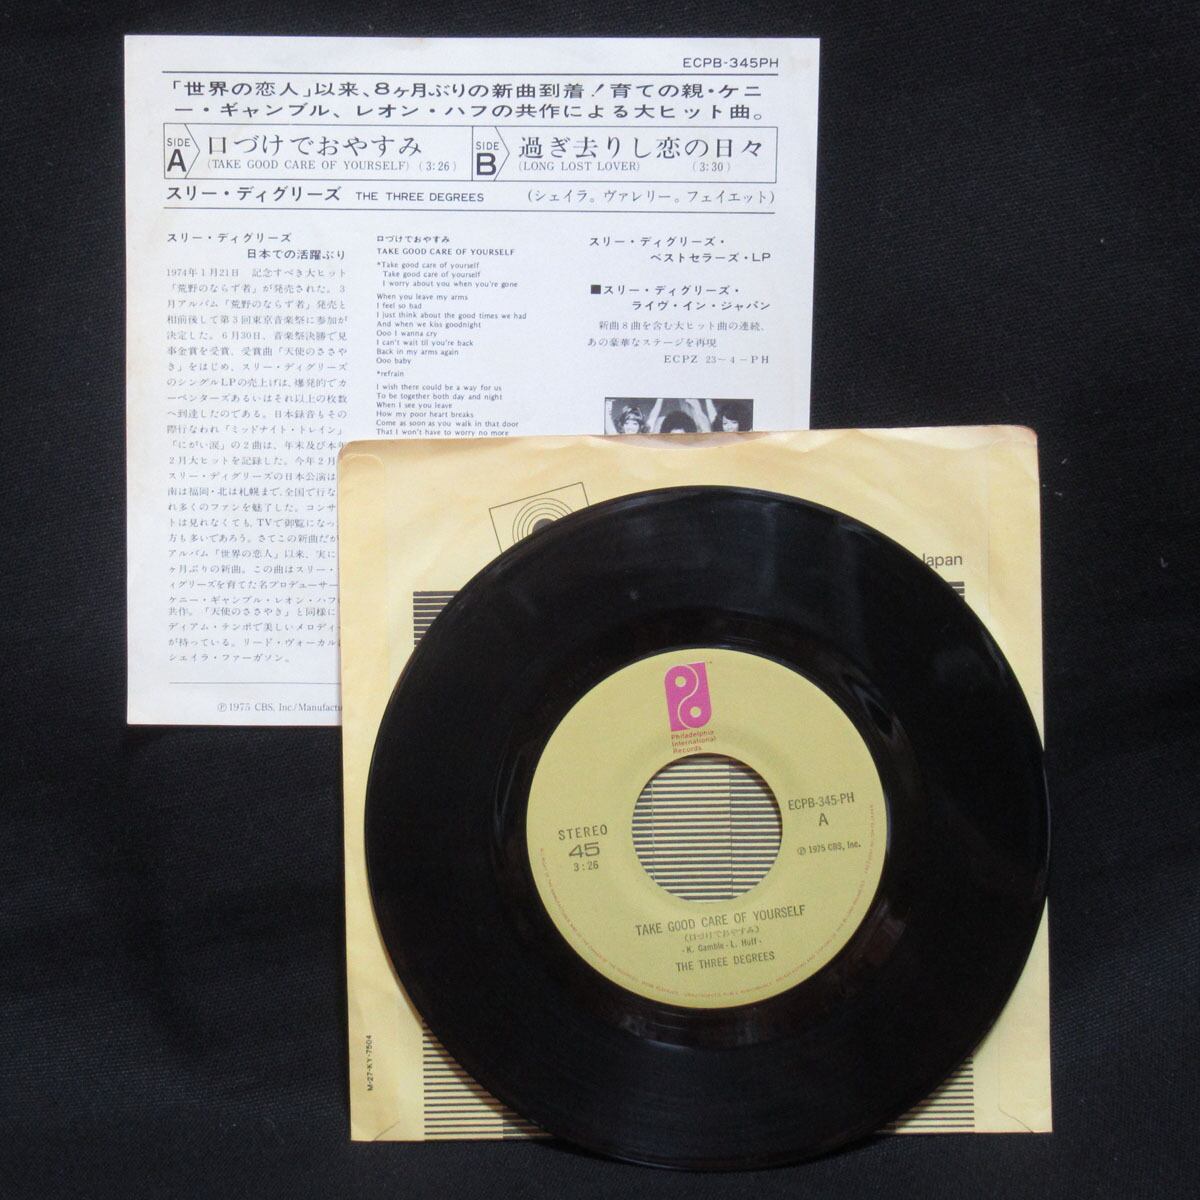 ECPB-345PH
「世界の恋人」以来、8ヶ月ぶりの新曲到着！育ての親・ケニ
ー・ギャンブル、レオン・ハフの共作による大ヒット曲。
SIDE A 口づけでおやすみ
(TAKE GOOD CARE OF YOURSELF) (3:26)
SIDE B 過ぎ去りし恋の日々
(LONG LOST LOVER) (3:30)
スリー・ディグリーズ THE THREE DEGREES (シェイラ。ヴァレリー。フェイエット)
スリー・ディグリーズ
日本での活躍ぶり
1974年1月21日 記念すべき大ヒット
「荒野のならず者」が発売された。3
月アルバム「荒野のならず者」発売と
相前後して第3回東京音楽祭に参加が
決定した。6月30日、音楽祭決勝で見
事金賞を受賞、受賞曲「天使のささや
き」をはじめ、スリー・ディグリーズ
のシングルLPの売上げは、爆発的でカ
ーペンターズあるいはそれ以上の枚数
へ到達したのである。日本録音もその
際行なわれ「ミッドナイト・トレイン」
「にがい涙」の2曲は、年末及び本年
2月大ヒットを記録した。今年2月
スリー・ディグリーズの日本公演は
南は福岡・北は札幌まで、全国で行な
れ多くのファンを魅了した。コンサ
トは見れなくても、TVで御覧になっ
方も多いであろう。さてこの新曲だが
アルバム「世界の恋人」以来、実に
ヶ月ぶりの新曲。この曲はスリー・
ィグリーズを育てた名プロデューサー
ケニー・ギャンブル・レオン・ハフ
共作。「天使のささやき」と同様に
ディアム・テンポで美しいメロディ
が持っている。リード・ヴォーカル
シェイラ・ファーガソン。
℗1975 CBS, Inc./Manufactu
口づけでおやすみ
TAKE GOOD CARE OF YOURSELF
*Take good care of yourself
Take good care of yourself
I worry about you when you're gone
When you leave my arms
I feel so bad
I just think about the good times we had
And when we kiss goodnight
Ooo I wanna cry
I can't wait til you're back
Back in my arms again
Ooo baby
*refrain
I wish there could be a way for us
To be together both day and night
When I see you leave
How my poor heart breaks
Come as soon as you walk in that door
That I won't have to worry no more
スリー・ディグリーズ・
ベストセラーズ・LP
■スリー・ディグリーズ・
ライヴ・イン・ジャパン
新曲8曲を含む大ヒット曲の連続、
あの豪華なステージを再現
ECPZ 23～4－PH
Japan
Philadelphia
International
Records
STEREO
45
3:26
ECPB-345-PH
A
℗ 1975 CBS, Inc.
TAKE GOOD CARE OF YOURSELF
(口づけでおやすみ)
-K. Gamble-L. Huff-
THE THREE DEGREES
M-27-KY-7504